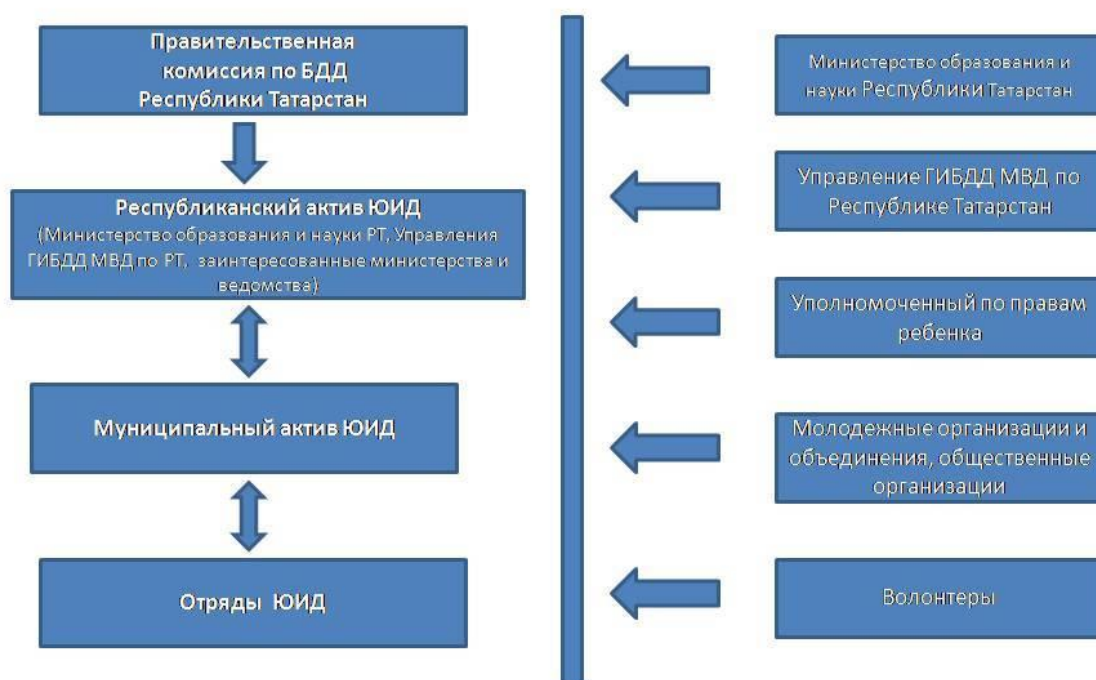 Правительственная
комиссия по БДД
Республики Татарстан
Республиканский актив ЮИД
(Министерство образования и науки РТ, Управления
ГИБДД МВД по РТ, заинтересованные министерства и
ведомства)
Муниципальный актив ЮИД
Отряды ЮИД
Министерство образования и
науки Республики Татарстан
Управление ГИБДД МВД по
Республике Татарстан
Уполномоченный по правам
ребенка
Молодежные организации и
объединения, общественные
организации
Волонтеры